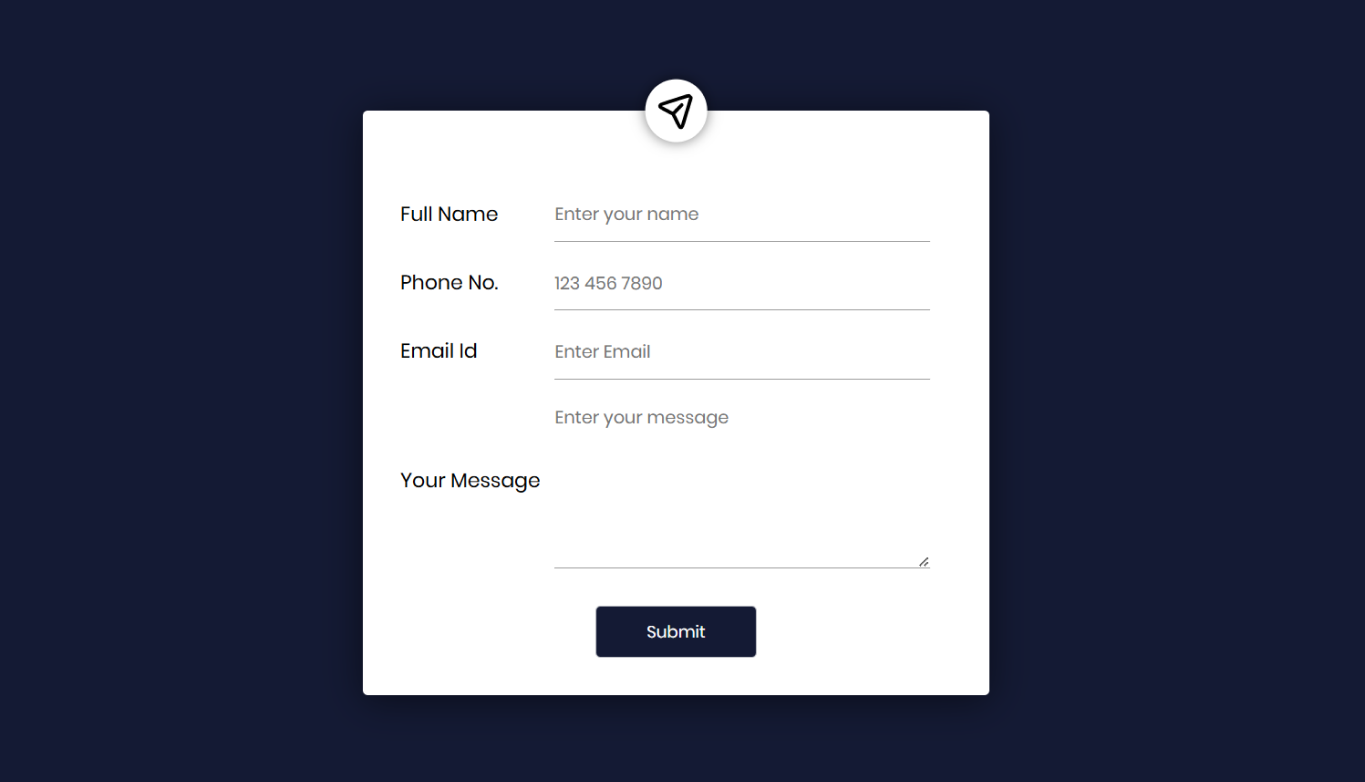 Full Name Enter your name
Phone No. 123 456 7890
Email Id Enter Email
Enter your message
Your Message
Submit